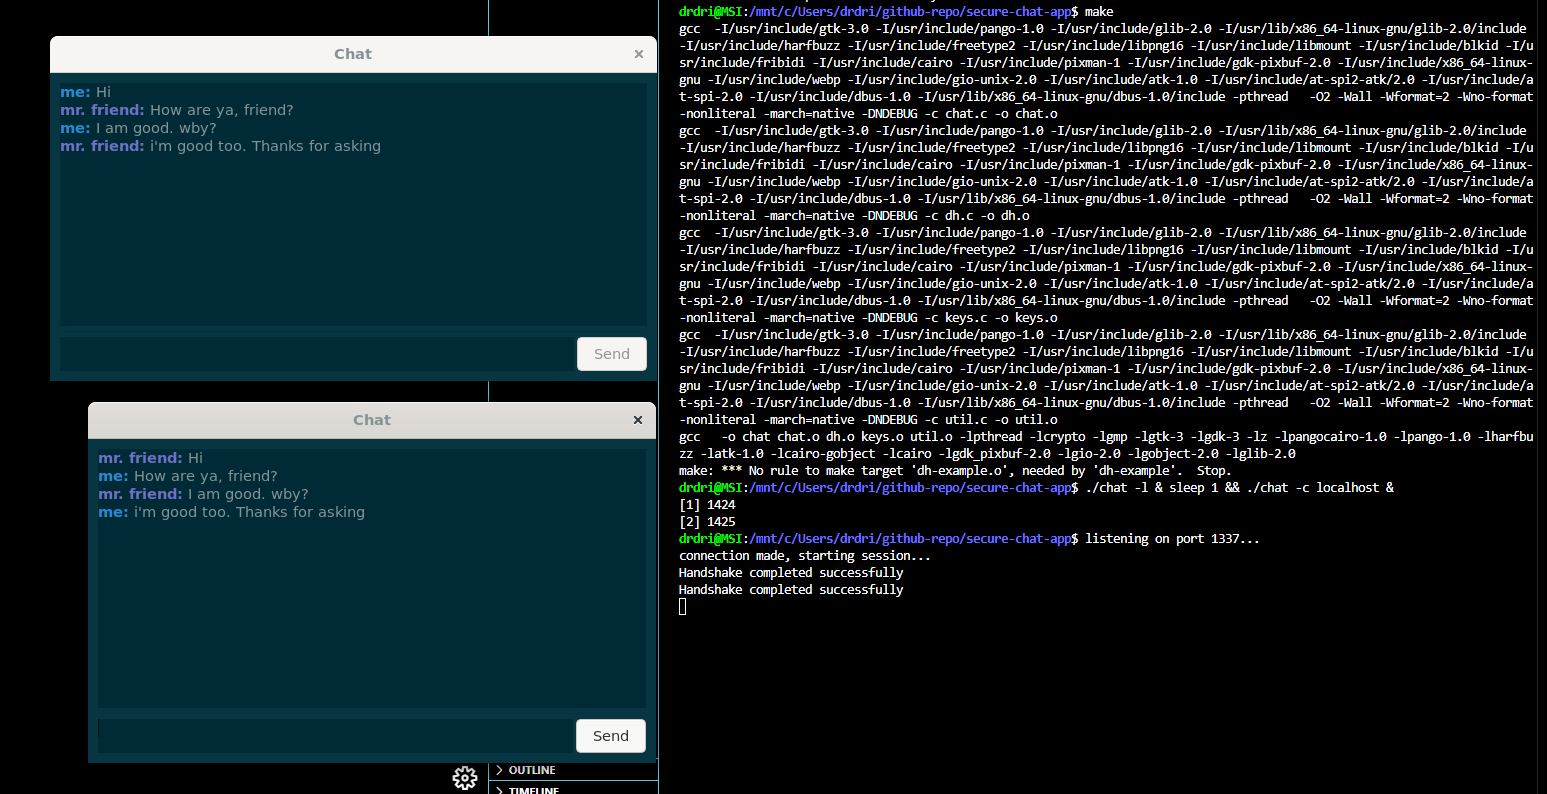 Chat
×
me: Hi
mr. friend: How are ya, friend?
me: I am good. wby?
mr. friend: i'm good too. Thanks for asking
Send
Chat
×
mr. friend: Hi
me: How are ya, friend?
mr. friend: I am good. wby?
me: i'm good too. Thanks for asking
Send
OUTLINE
TIMELINE
drdri@MSI:/mnt/c/Users/drdri/github-repo/secure-chat-app$ make
gcc  -I/usr/include/gtk-3.0 -I/usr/include/pango-1.0 -I/usr/include/glib-2.0 -I/usr/lib/x86_64-linux-gnu/glib-2.0/include
-I/usr/include/harfbuzz -I/usr/include/freetype2 -I/usr/include/libpng16 -I/usr/include/libmount -I/usr/include/blkid -I/u
sr/include/fribidi -I/usr/include/cairo -I/usr/include/pixman-1 -I/usr/include/gdk-pixbuf-2.0 -I/usr/include/x86_64-linux-
gnu -I/usr/include/webp -I/usr/include/gio-unix-2.0 -I/usr/include/atk-1.0 -I/usr/include/at-spi2-atk/2.0 -I/usr/include/a
t-spi-2.0 -I/usr/include/dbus-1.0 -I/usr/lib/x86_64-linux-gnu/dbus-1.0/include -pthread   -O2 -Wall -Wformat=2 -Wno-format
-nonliteral -march=native -DNDEBUG -c chat.c -o chat.o
gcc  -I/usr/include/gtk-3.0 -I/usr/include/pango-1.0 -I/usr/include/glib-2.0 -I/usr/lib/x86_64-linux-gnu/glib-2.0/include
-I/usr/include/harfbuzz -I/usr/include/freetype2 -I/usr/include/libpng16 -I/usr/include/libmount -I/usr/include/blkid -I/u
sr/include/fribidi -I/usr/include/cairo -I/usr/include/pixman-1 -I/usr/include/gdk-pixbuf-2.0 -I/usr/include/x86_64-linux-
gnu -I/usr/include/webp -I/usr/include/gio-unix-2.0 -I/usr/include/atk-1.0 -I/usr/include/at-spi2-atk/2.0 -I/usr/include/a
t-spi-2.0 -I/usr/include/dbus-1.0 -I/usr/lib/x86_64-linux-gnu/dbus-1.0/include -pthread   -O2 -Wall -Wformat=2 -Wno-format
-nonliteral -march=native -DNDEBUG -c dh.c -o dh.o
gcc  -I/usr/include/gtk-3.0 -I/usr/include/pango-1.0 -I/usr/include/glib-2.0 -I/usr/lib/x86_64-linux-gnu/glib-2.0/include
-I/usr/include/harfbuzz -I/usr/include/freetype2 -I/usr/include/libpng16 -I/usr/include/libmount -I/usr/include/blkid -I/u
sr/include/fribidi -I/usr/include/cairo -I/usr/include/pixman-1 -I/usr/include/gdk-pixbuf-2.0 -I/usr/include/x86_64-linux-
gnu -I/usr/include/webp -I/usr/include/gio-unix-2.0 -I/usr/include/atk-1.0 -I/usr/include/at-spi2-atk/2.0 -I/usr/include/a
t-spi-2.0 -I/usr/include/dbus-1.0 -I/usr/lib/x86_64-linux-gnu/dbus-1.0/include -pthread   -O2 -Wall -Wformat=2 -Wno-format
-nonliteral -march=native -DNDEBUG -c keys.c -o keys.o
gcc  -I/usr/include/gtk-3.0 -I/usr/include/pango-1.0 -I/usr/include/glib-2.0 -I/usr/lib/x86_64-linux-gnu/glib-2.0/include
-I/usr/include/harfbuzz -I/usr/include/freetype2 -I/usr/include/libpng16 -I/usr/include/libmount -I/usr/include/blkid -I/u
sr/include/fribidi -I/usr/include/cairo -I/usr/include/pixman-1 -I/usr/include/gdk-pixbuf-2.0 -I/usr/include/x86_64-linux-
gnu -I/usr/include/webp -I/usr/include/gio-unix-2.0 -I/usr/include/atk-1.0 -I/usr/include/at-spi2-atk/2.0 -I/usr/include/a
t-spi-2.0 -I/usr/include/dbus-1.0 -I/usr/lib/x86_64-linux-gnu/dbus-1.0/include -pthread   -O2 -Wall -Wformat=2 -Wno-format
-nonliteral -march=native -DNDEBUG -c util.c -o util.o
gcc   -o chat chat.o dh.o keys.o util.o -lpthread -lcrypto -lgmp -lgtk-3 -lgdk-3 -lz -lpangocairo-1.0 -lpango-1.0 -lharfbu
zz -latk-1.0 -lcairo-gobject -lcairo -lgdk_pixbuf-2.0 -lgio-2.0 -lgobject-2.0 -lglib-2.0
make: *** No rule to make target 'dh-example.o', needed by 'dh-example'.  Stop.
drdri@MSI:/mnt/c/Users/drdri/github-repo/secure-chat-app$ ./chat -l & sleep 1 && ./chat -c localhost &
[1] 1424
[2] 1425
drdri@MSI:/mnt/c/Users/drdri/github-repo/secure-chat-app$ listening on port 1337...
connection made, starting session...
Handshake completed successfully
Handshake completed successfully